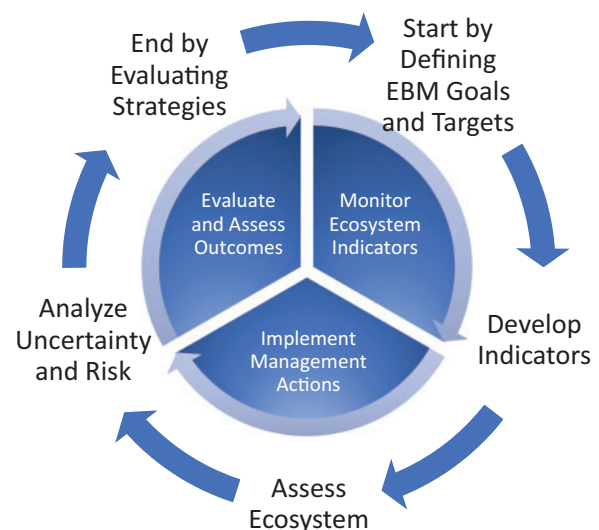 End by
Evaluating
Strategies
Start by
Defining
EBM Goals
and Targets
Evaluate
and Assess
Outcomes
Monitor
Ecosystem
Indicators
Implement
Management
Actions
Analyze
Uncertainty
and Risk
Develop
Indicators
Assess
Ecosystem